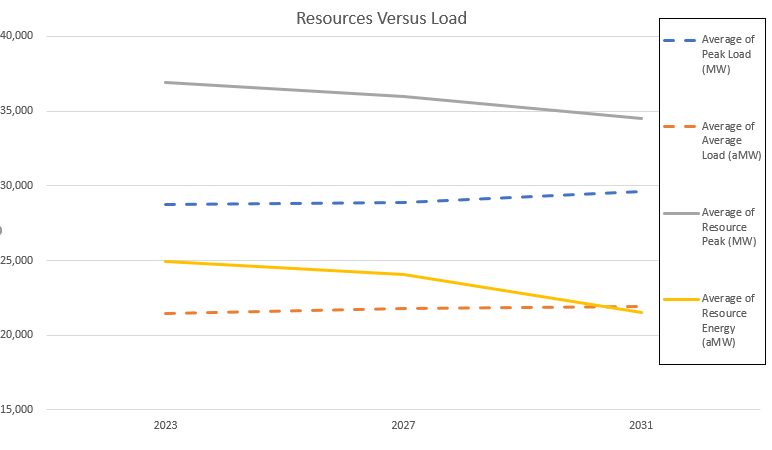 Resources Versus Load
40,000
35,000
30,000
25,000
20,000
15,000
2023
2027
2031
Average of
Peak Load
(MW)
Average of
Average
Load (aMW)
Average of
Resource
Peak (MW)
Average of
Resource
Energy
(aMW)